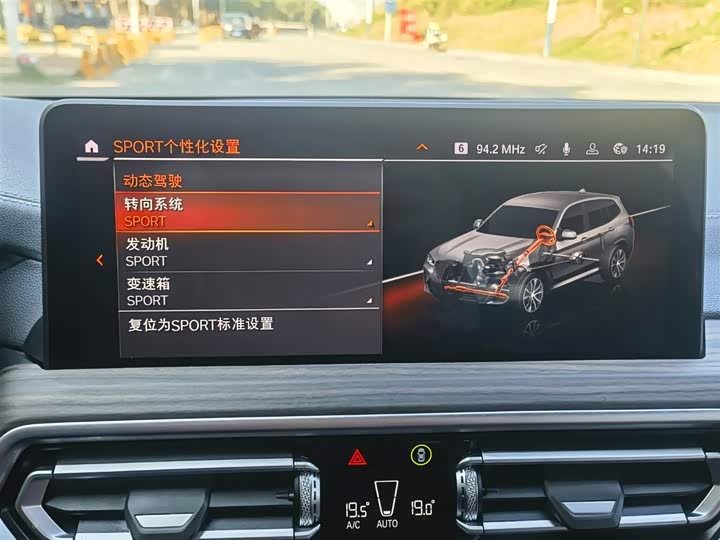 SPORT个性化设置
6 94.2 MHz 14:19
动态驾驶
转向系统
SPORT
发动机
SPORT
变速箱
SPORT
复位为SPORT标准设置
19.5° 19.0°
A/C AUTO